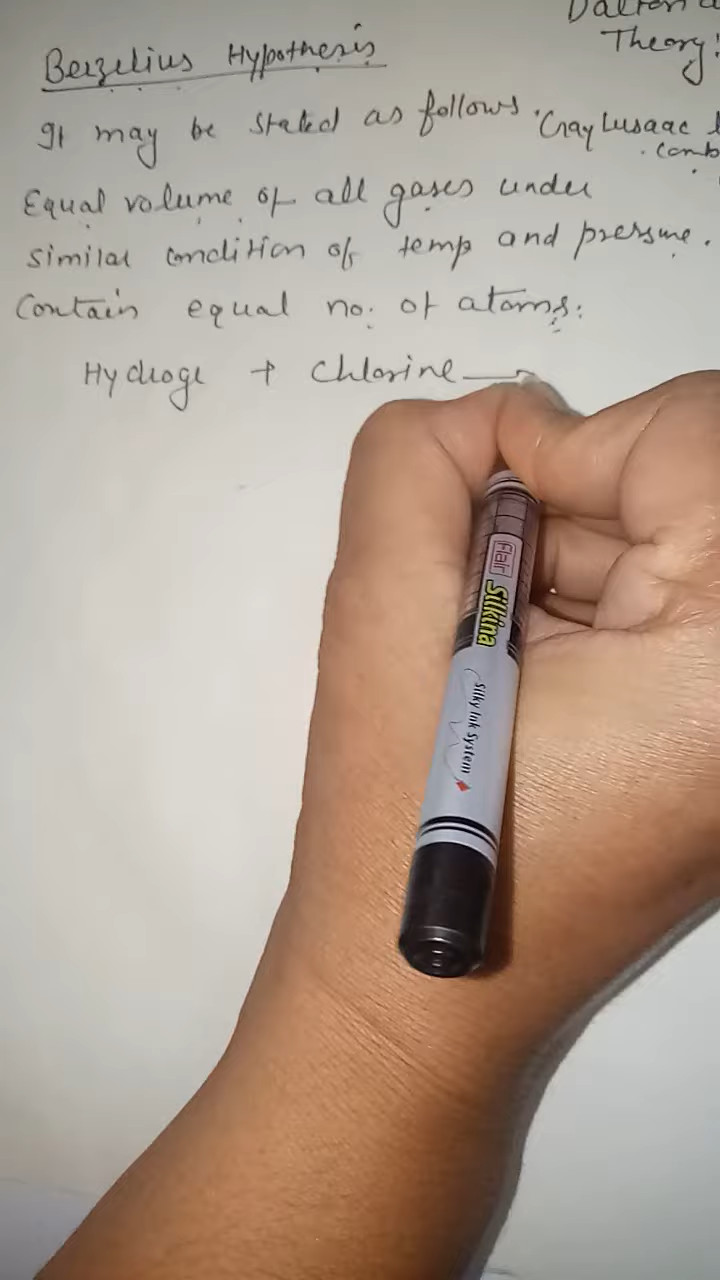 Berzelius Hypothesis
Dalton
Theory!
It may be stated as follows.
Gay Lusaac
comb
Equal volume of all gases under
similar condition of temp and pressure.
Contain equal no. of atoms.
Hydroge + Chlorine →
Flair
Silkina
Silky Ink System